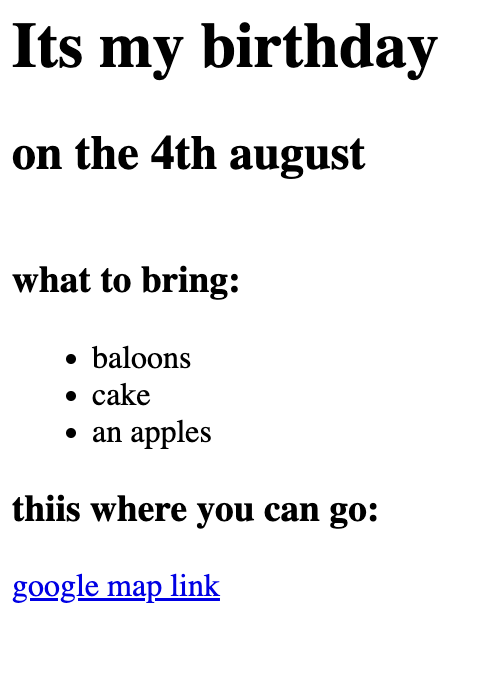 Its my birthday
on the 4th august
what to bring:
baloons
cake
an apples
thiis where you can go:
google map link